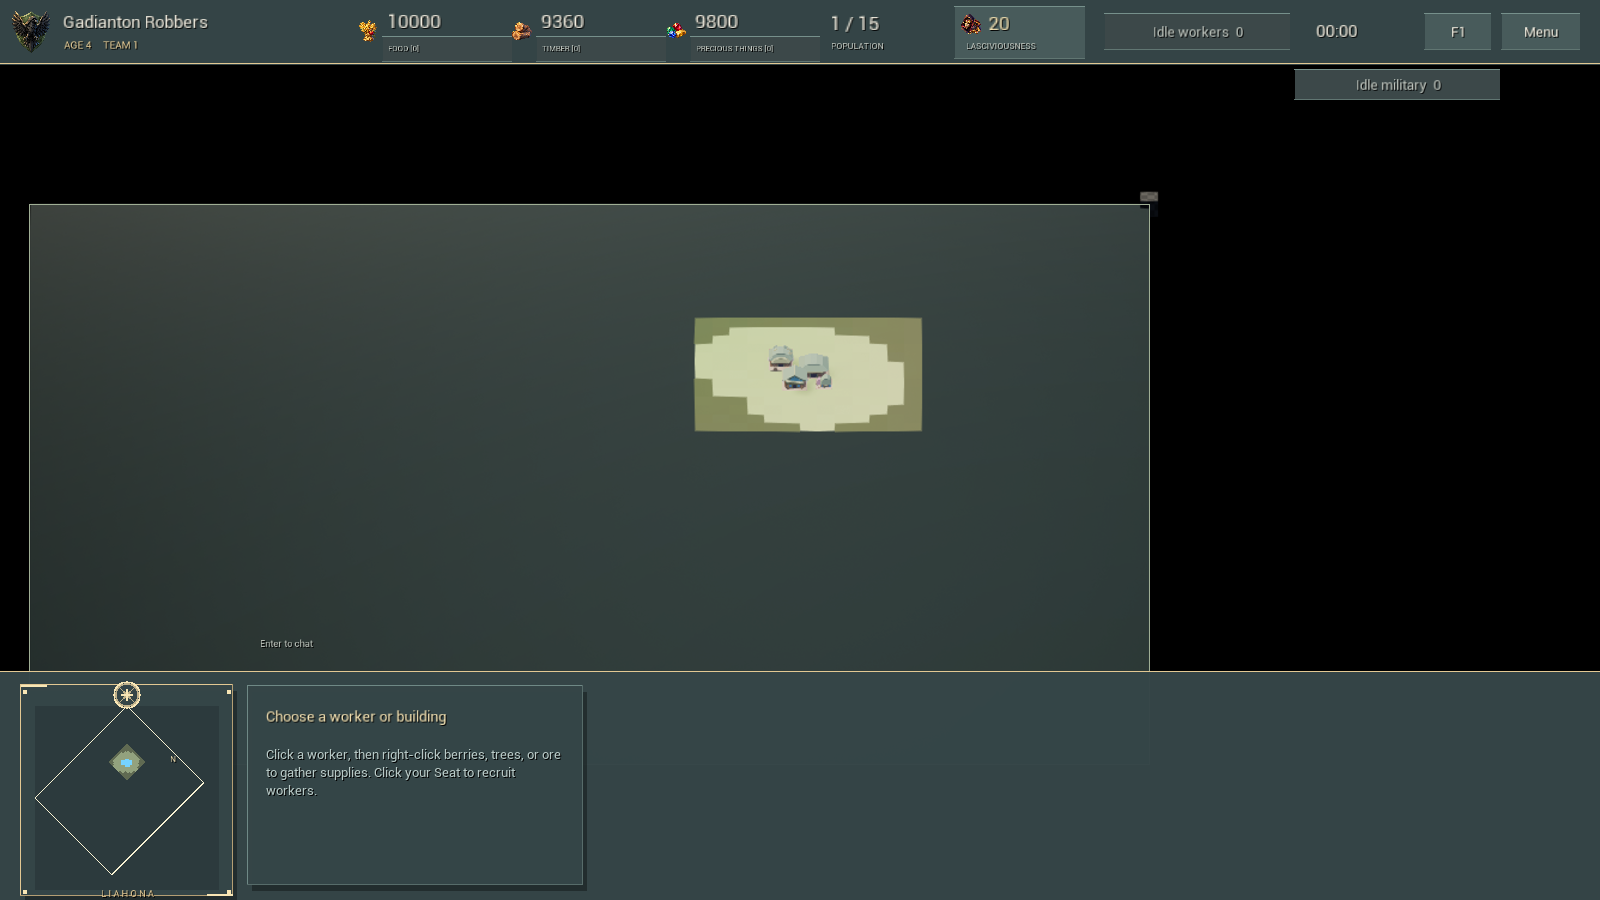 Gadianton Robbers
AGE 4 TEAM 1
10000
FOOD [0]
9360
TIMBER [0]
9800
PRECIOUS THINGS [0]
1 / 15
POPULATION
20
LASCIVIOUSNESS
Idle workers 0
00:00
F1
Menu
Idle military 0
Enter to chat
N
LIAHONA
Choose a worker or building
Click a worker, then right-click berries, trees, or ore
to gather supplies. Click your Seat to recruit
workers.